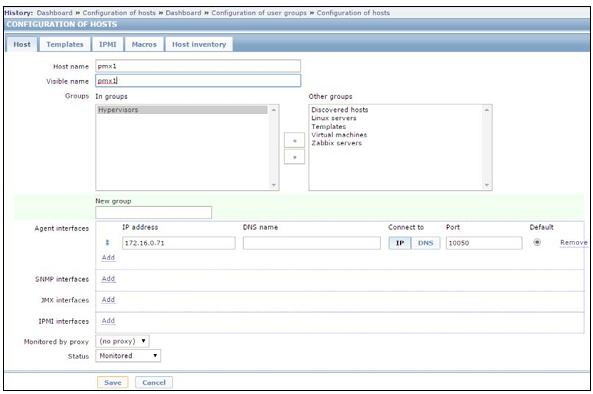 History: Dashboard » Configuration of hosts » Dashboard » Configuration of user groups » Configuration of hosts
CONFIGURATION OF HOSTS
Host Templates IPMI Macros Host inventory
Host name pmx1
Visible name pmx1
Groups In groups Other groups
Hypervisors
Discovered hosts
Linux servers
Templates
Virtual machines
Zabbix servers
«
»
New group
Agent interfaces IP address DNS name Connect to Port Default
172.16.0.71 IP DNS 10050 Remove
Add
SNMP interfaces Add
JMX interfaces Add
IPMI interfaces Add
Monitored by proxy (no proxy)
Status Monitored
Save Cancel